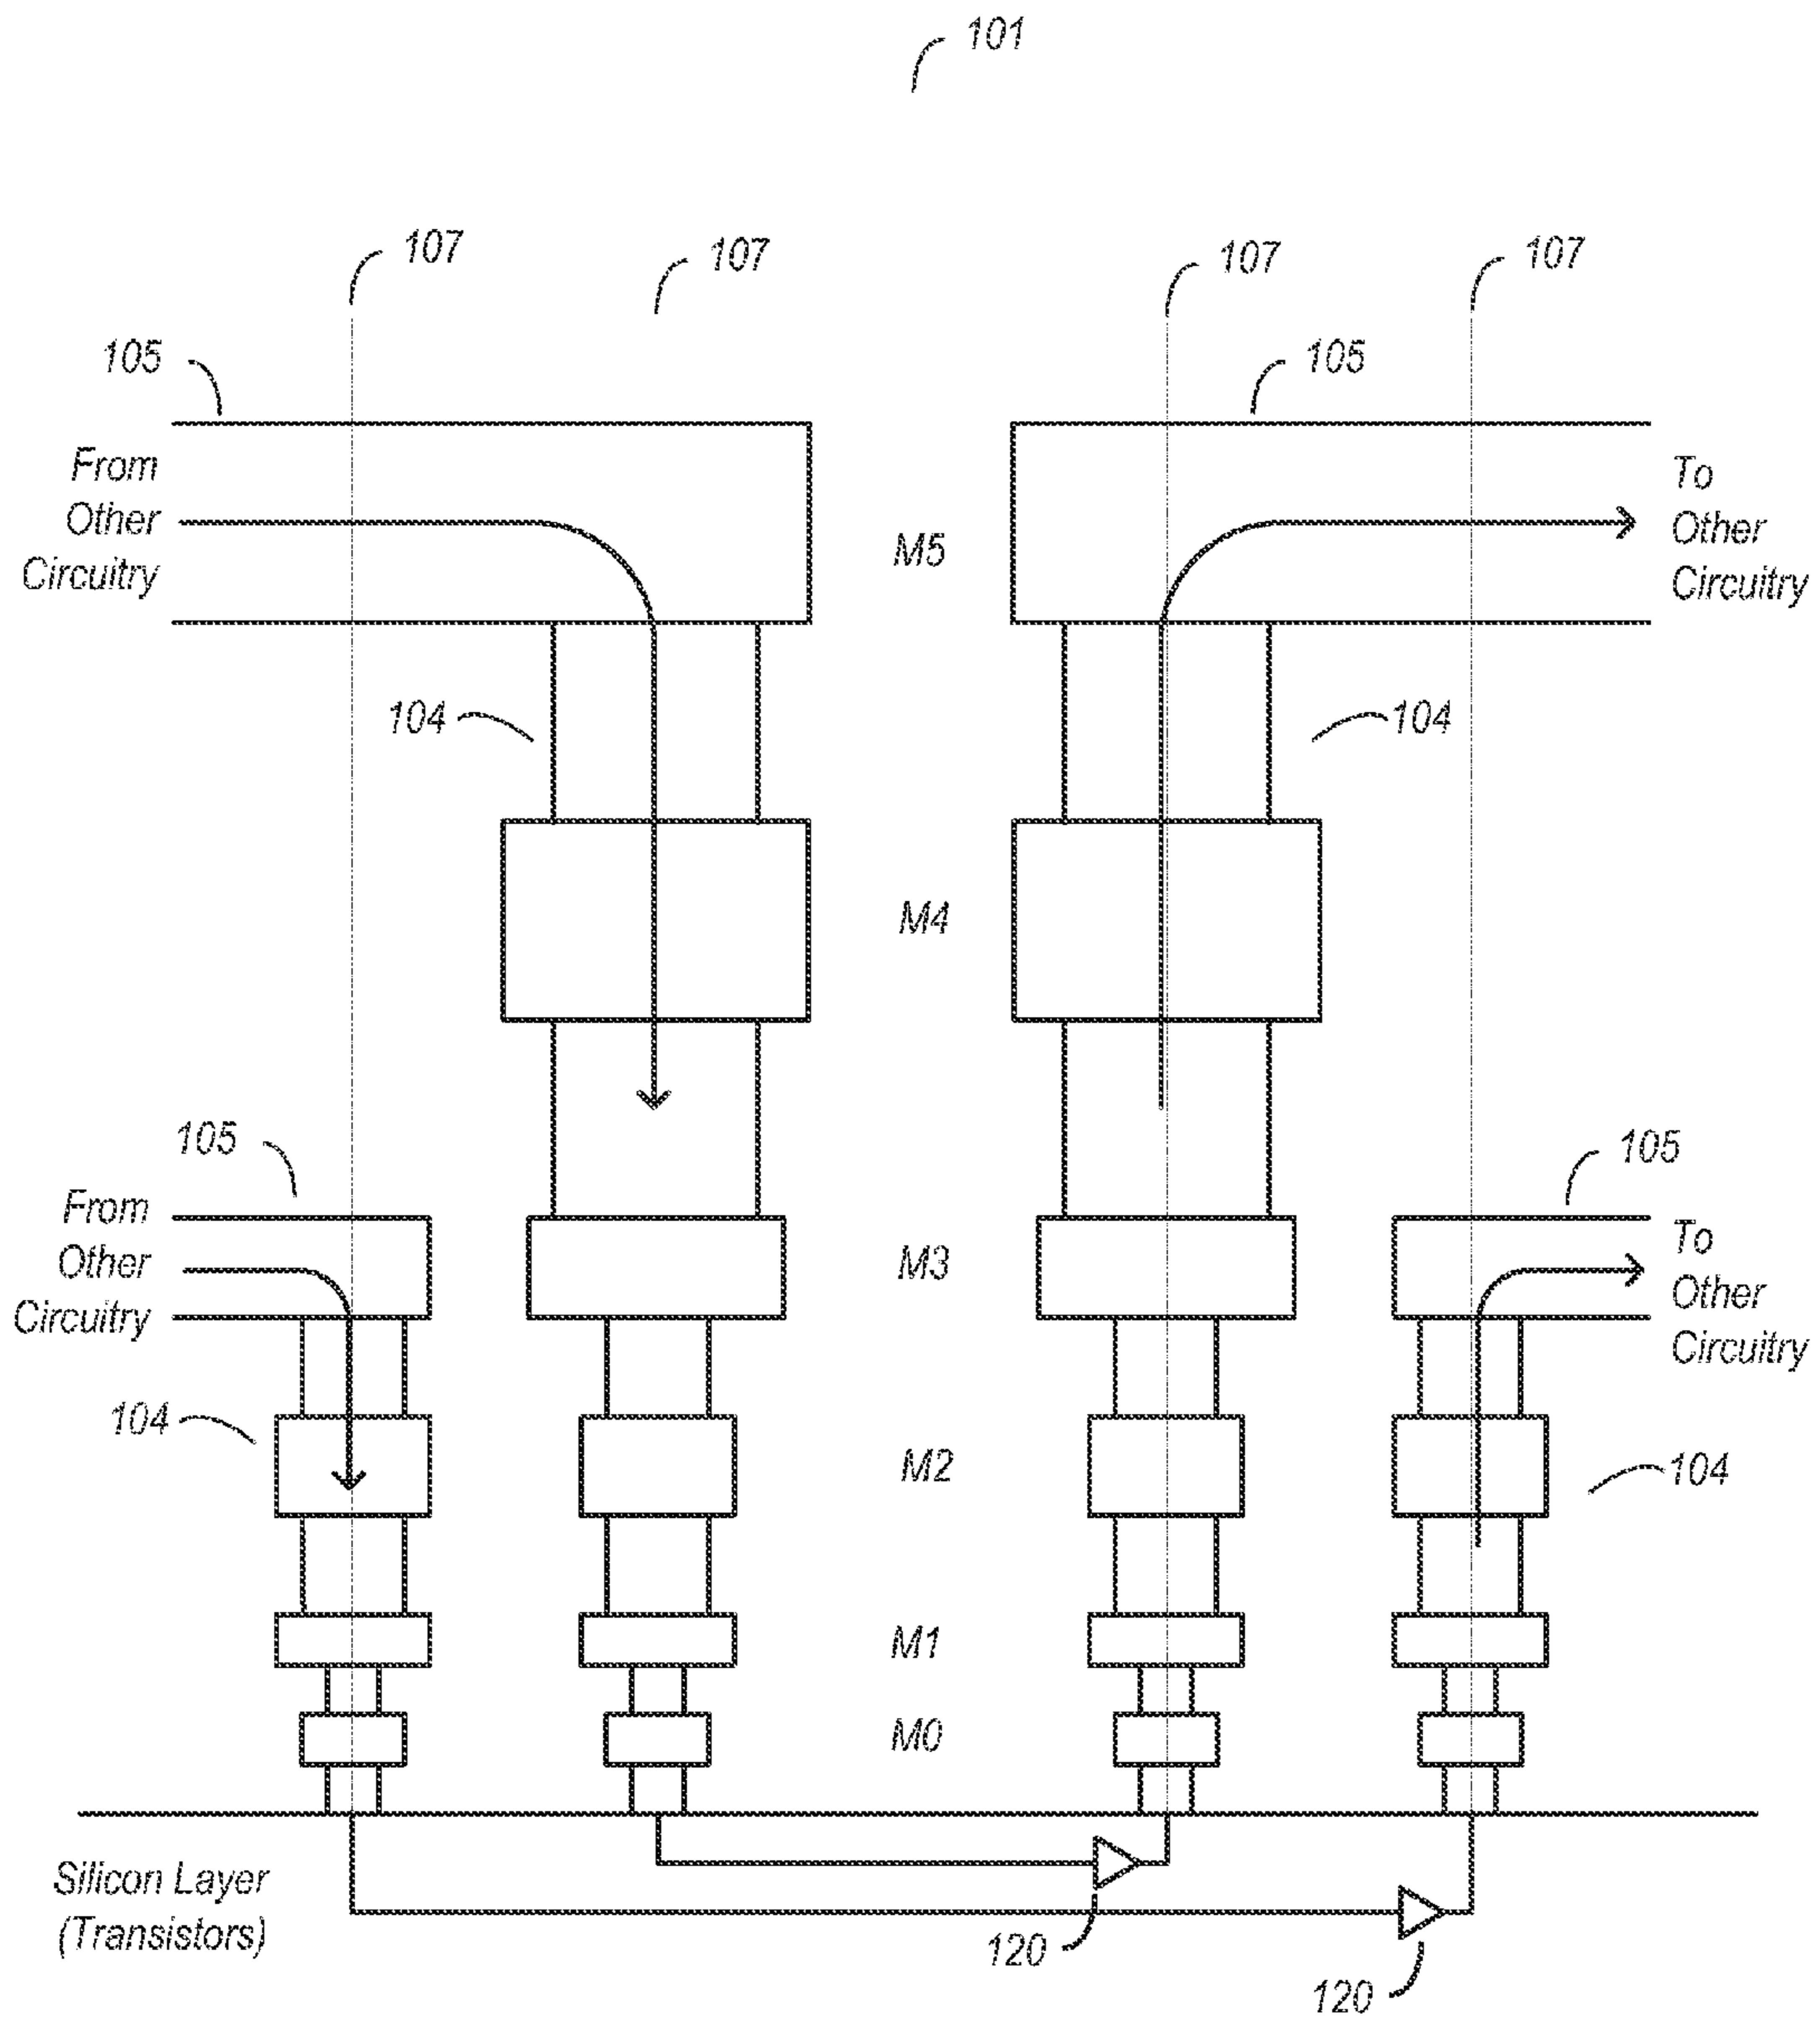 101
107
107
107
107
105
105
From
Other
Circuitry
M5
To
Other
Circuitry
104
104
M4
105
105
From
Other
Circuitry
M3
To
Other
Circuitry
104
M2
104
M1
M0
Silicon Layer
(Transistors)
120
120